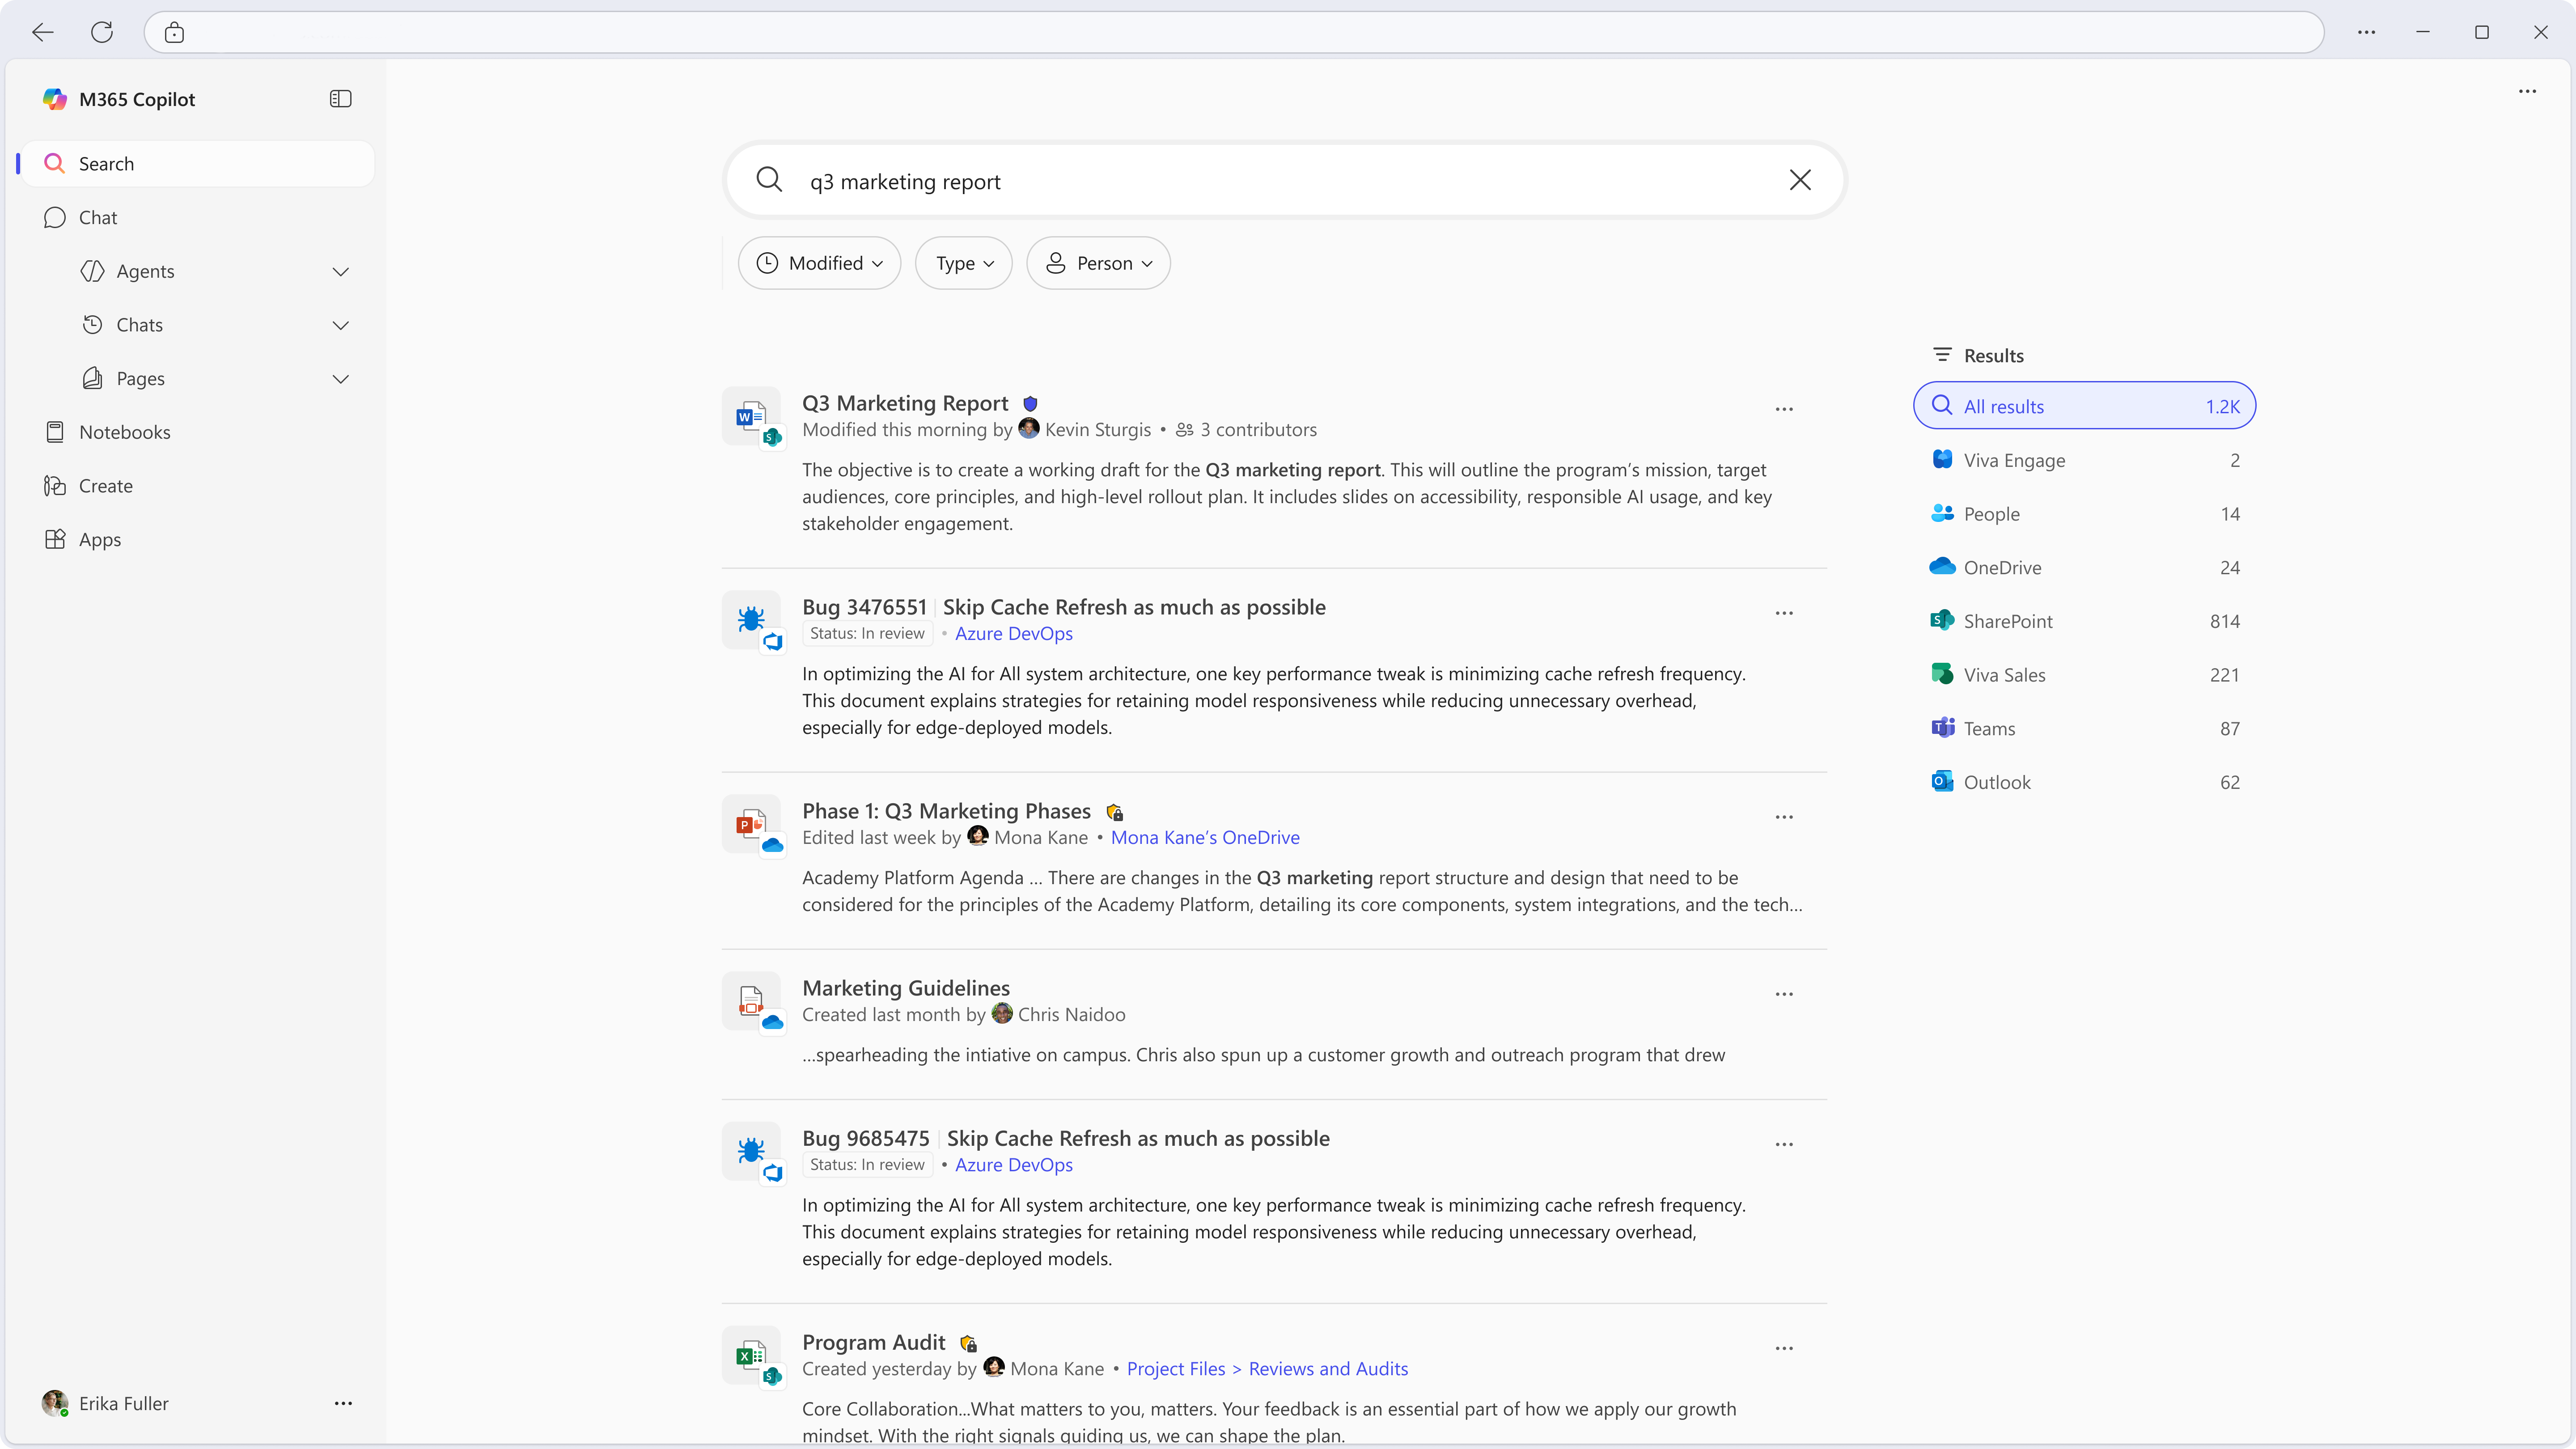 M365 Copilot
Search
Chat
Agents
Chats
Pages
Notebooks
Create
Apps
Erika Fuller
q3 marketing report
Modified
Type
Person
Q3 Marketing Report
Modified this morning by Kevin Sturgis • 3 contributors
The objective is to create a working draft for the Q3 marketing report. This will outline the program’s mission, target
audiences, core principles, and high-level rollout plan. It includes slides on accessibility, responsible AI usage, and key
stakeholder engagement.
Bug 3476551 | Skip Cache Refresh as much as possible
Status: In review • Azure DevOps
In optimizing the AI for All system architecture, one key performance tweak is minimizing cache refresh frequency.
This document explains strategies for retaining model responsiveness while reducing unnecessary overhead,
especially for edge-deployed models.
Phase 1: Q3 Marketing Phases
Edited last week by Mona Kane • Mona Kane’s OneDrive
Academy Platform Agenda ... There are changes in the Q3 marketing report structure and design that need to be
considered for the principles of the Academy Platform, detailing its core components, system integrations, and the tech...
Marketing Guidelines
Created last month by Chris Naidoo
...spearheading the intiative on campus. Chris also spun up a customer growth and outreach program that drew
Bug 9685475 | Skip Cache Refresh as much as possible
Status: In review • Azure DevOps
In optimizing the AI for All system architecture, one key performance tweak is minimizing cache refresh frequency.
This document explains strategies for retaining model responsiveness while reducing unnecessary overhead,
especially for edge-deployed models.
Program Audit
Created yesterday by Mona Kane • Project Files > Reviews and Audits
Core Collaboration...What matters to you, matters. Your feedback is an essential part of how we apply our growth
mindset. With the right signals guiding us, we can shape the plan.
Results
All results 1.2K
Viva Engage 2
People 14
OneDrive 24
SharePoint 814
Viva Sales 221
Teams 87
Outlook 62